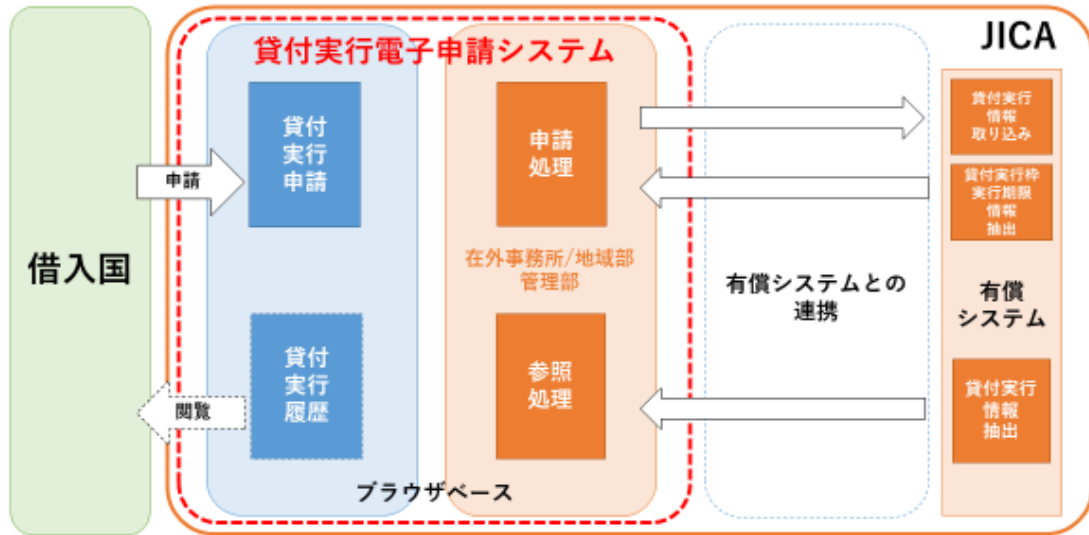 JICA
貸付実行電子申請システム
借入国
申請
閲覧
貸付
実行
申請
貸付
実行
履歴
申請
処理
在外事務所/地域部
管理部
参照
処理
ブラウザベース
有償システムとの
連携
貸付実行
情報
取り込み
貸付実行枠
実行期限
情報
抽出
有償
システム
貸付実行
情報
抽出